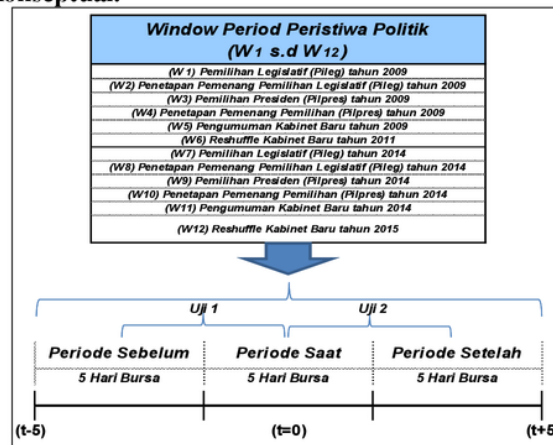 konseptual.
Window Period Peristiwa Politik
(W1 s.d W12)
(W1) Pemilihan Legislatif (Pileg) tahun 2009
(W2) Penetapan Pemenang Pemilihan Legislatif (Pileg) tahun 2009
(W3) Pemilihan Presiden (Pilpres) tahun 2009
(W4) Penetapan Pemenang Pemilihan (Pilpres) tahun 2009
(W5) Pengumuman Kabinet Baru tahun 2009
(W6) Reshuffle Kabinet Baru tahun 2011
(W7) Pemilihan Legislatif (Pileg) tahun 2014
(W8) Penetapan Pemenang Pemilihan Legislatif (Pileg) tahun 2014
(W9) Pemilihan Presiden (Pilpres) tahun 2014
(W10) Penetapan Pemenang Pemilihan (Pilpres) tahun 2014
(W11) Pengumuman Kabinet Baru tahun 2014
(W12) Reshuffle Kabinet Baru tahun 2015
Uji 1 Uji 2
Periode Sebelum Periode Saat Periode Setelah
5 Hari Bursa 5 Hari Bursa 5 Hari Bursa
(t-5) (t=0) (t+5